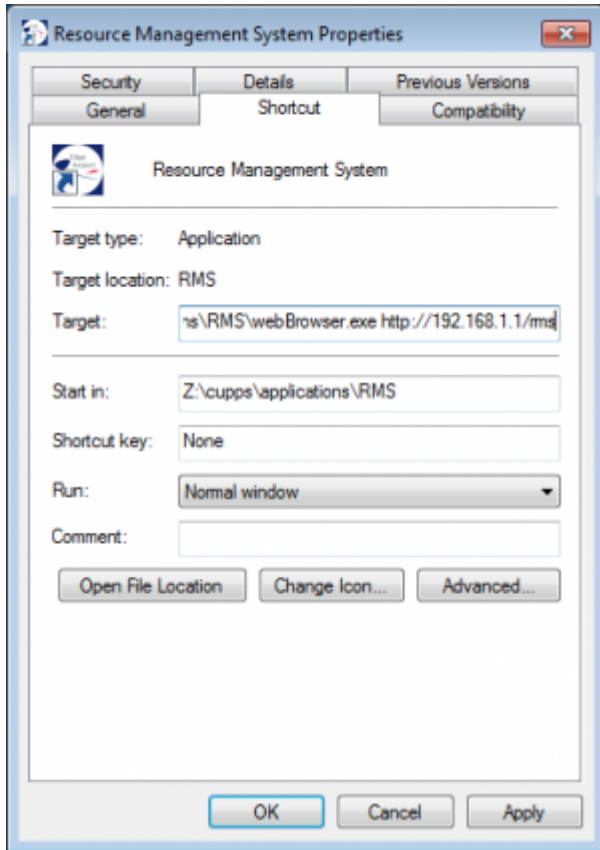 Resource Management System Properties
Security Details Previous Versions
General Shortcut Compatibility
Resource Management System
Target type: Application
Target location: RMS
Target: ns\RMS\webBrowser.exe http://192.168.1.1/rms
Start in: Z:\cupps\applications\RMS
Shortcut key: None
Run: Normal window
Comment:
Open File Location Change Icon... Advanced...
OK Cancel Apply